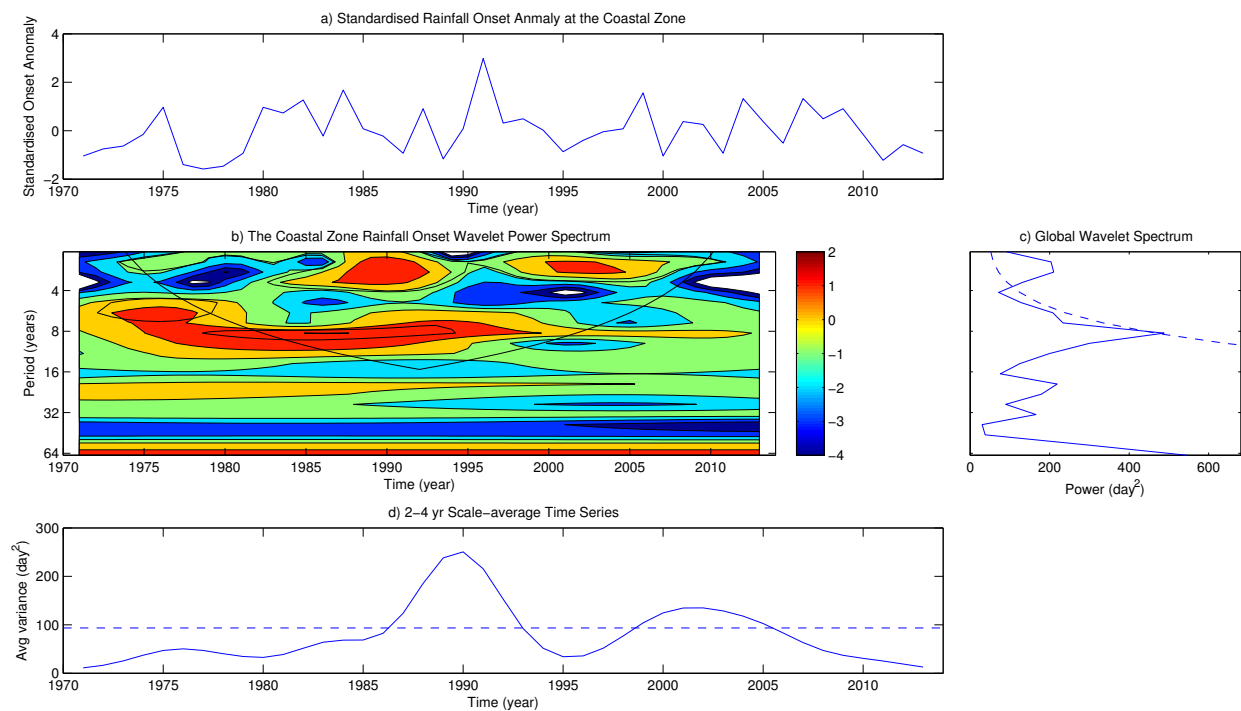 a) Standardised Rainfall Onset Anmaly at the Coastal Zone
4
2
0
−2
Standardised Onset Anomaly
1970 1975 1980 1985 1990 1995 2000 2005 2010
Time (year)
b) The Coastal Zone Rainfall Onset Wavelet Power Spectrum
4
8
16
32
64
Period (years)
1970 1975 1980 1985 1990 1995 2000 2005 2010
Time (year)
2
1
0
−1
−2
−3
−4
c) Global Wavelet Spectrum
0 200 400 600
Power (day²)
d) 2−4 yr Scale−average Time Series
300
200
100
0
Avg variance (day²)
1970 1975 1980 1985 1990 1995 2000 2005 2010
Time (year)